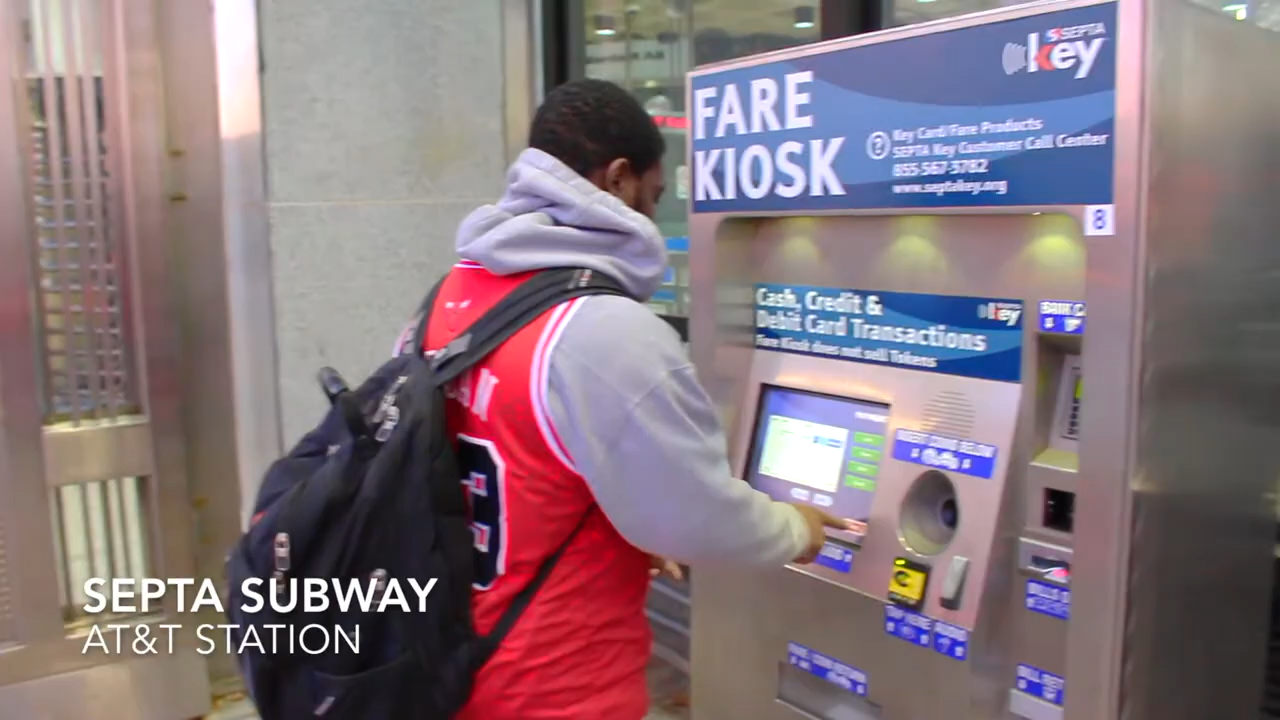 SEPTA
key
FARE
KIOSK
Key Card/Fare Products
SEPTA Key Customer Call Center
855-567-3782
www.septakey.org
8
Cash, Credit &
Debit Card Transactions
Fare Kiosk does not sell Tokens
key
SEPTA SUBWAY
AT&T STATION